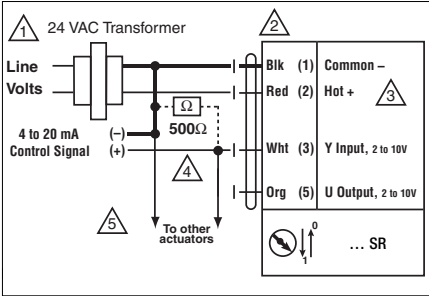 1 24 VAC Transformer 2
Line
Volts
Blk (1) Common –
Red (2) Hot + 3
Ω
500Ω
4 to 20 mA (–)
Control Signal (+)
Wht (3) Y Input, 2 to 10V
4
Org (5) U Output, 2 to 10V
5
To other
actuators
0
1
... SR